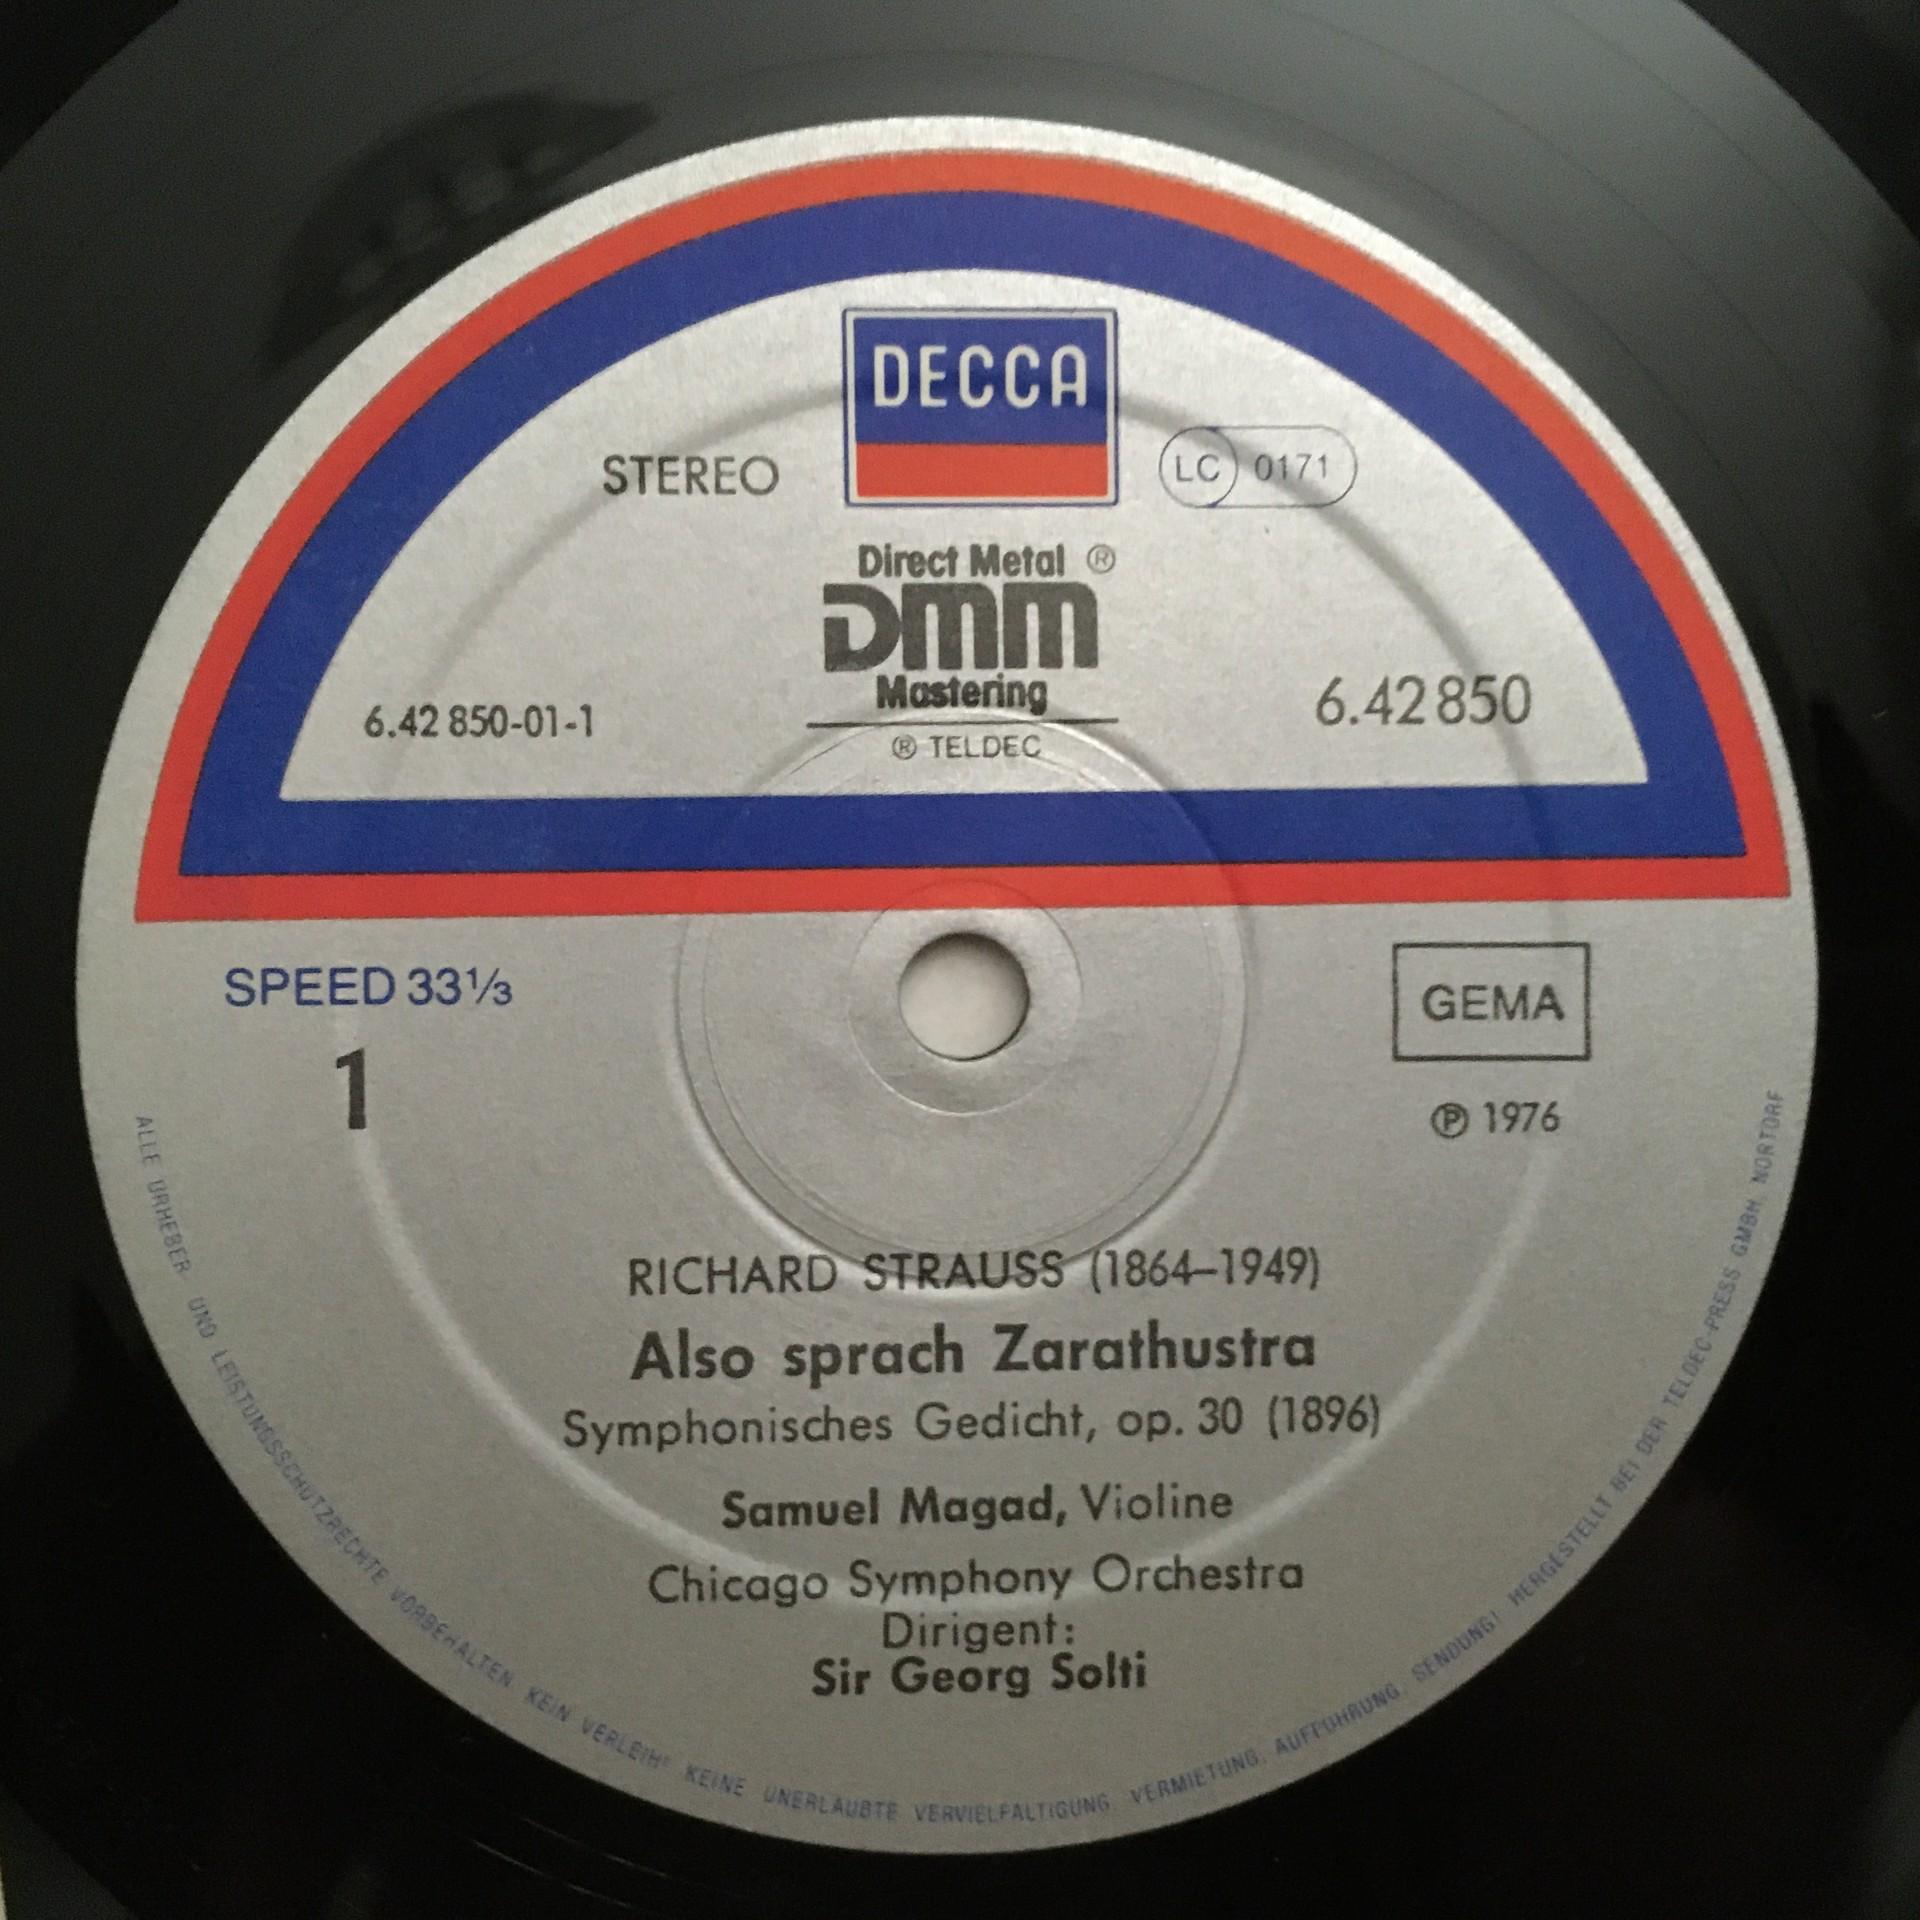 DECCA
STEREO
LC 0171
Direct Metal ®
DMM
Mastering
® TELDEC
6.42 850-01-1
6.42 850
SPEED 33⅓
1
GEMA
℗ 1976
RICHARD STRAUSS (1864–1949)
Also sprach Zarathustra
Symphonisches Gedicht, op. 30 (1896)
Samuel Magad, Violine
Chicago Symphony Orchestra
Dirigent:
Sir Georg Solti
ALLE URHEBER UND LEISTUNGSSCHUTZRECHTE VORBEHALTEN KEIN VERLEIH! KEINE UNERLAUBTE VERVIELFALTIGUNG, VERMIETUNG, AUFFÜHRUNG, SENDUNG! HERGESTELLT BEI DER TELDEC-PRESS GMBH, NORTORF